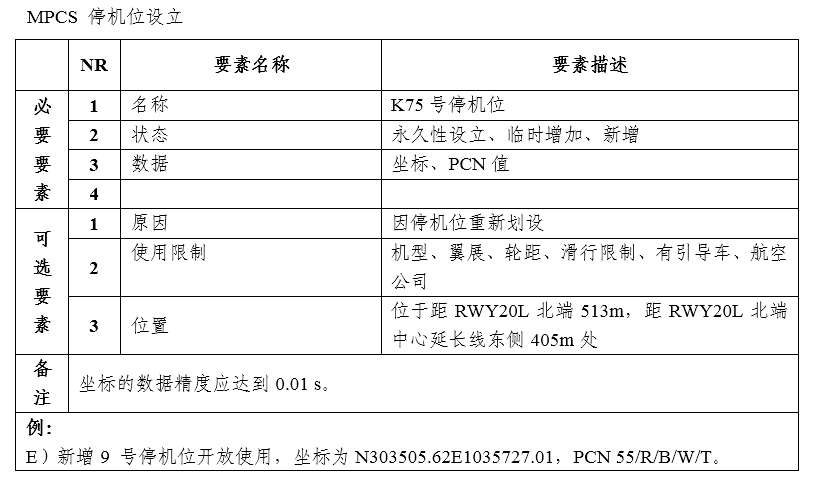 MPCS 停机位设立
NR 要素名称 要素描述
必要要素
1 名称 K75 号停机位
2 状态 永久性设立、临时增加、新增
3 数据 坐标、PCN 值
4
可选要素
1 原因 因停机位重新划设
2 使用限制 机型、翼展、轮距、滑行限制、有引导车、航空
公司
3 位置 位于距 RWY20L 北端 513m，距 RWY20L 北端
中心延长线东侧 405m 处
备注 坐标的数据精度应达到 0.01 s。
例：
E）新增 9 号停机位开放使用，坐标为 N303505.62E1035727.01，PCN 55/R/B/W/T。